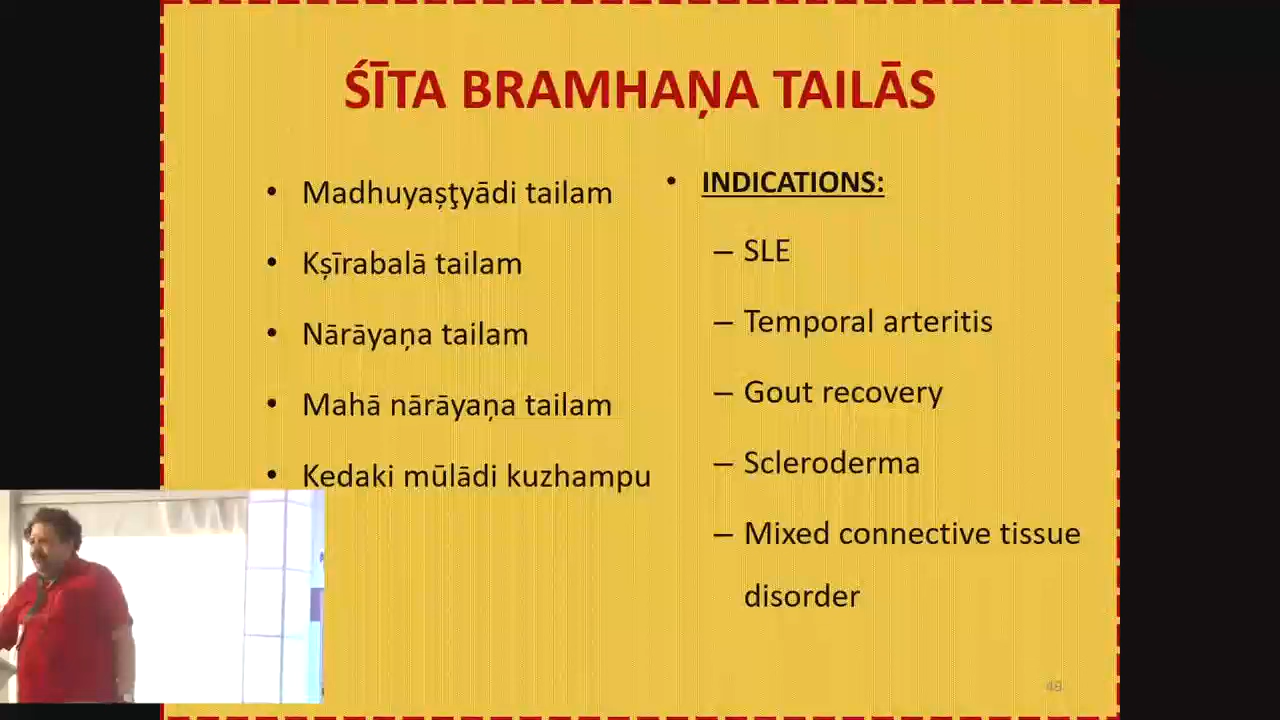 ŚĪTA BRAMHAṆA TAILĀS
• Madhuyaṣţyādi tailam
• Kṣīrabalā tailam
• Nārāyaṇa tailam
• Mahā nārāyaṇa tailam
• Kedaki mūlādi kuzhampu
• INDICATIONS:
– SLE
– Temporal arteritis
– Gout recovery
– Scleroderma
– Mixed connective tissue
disorder
48